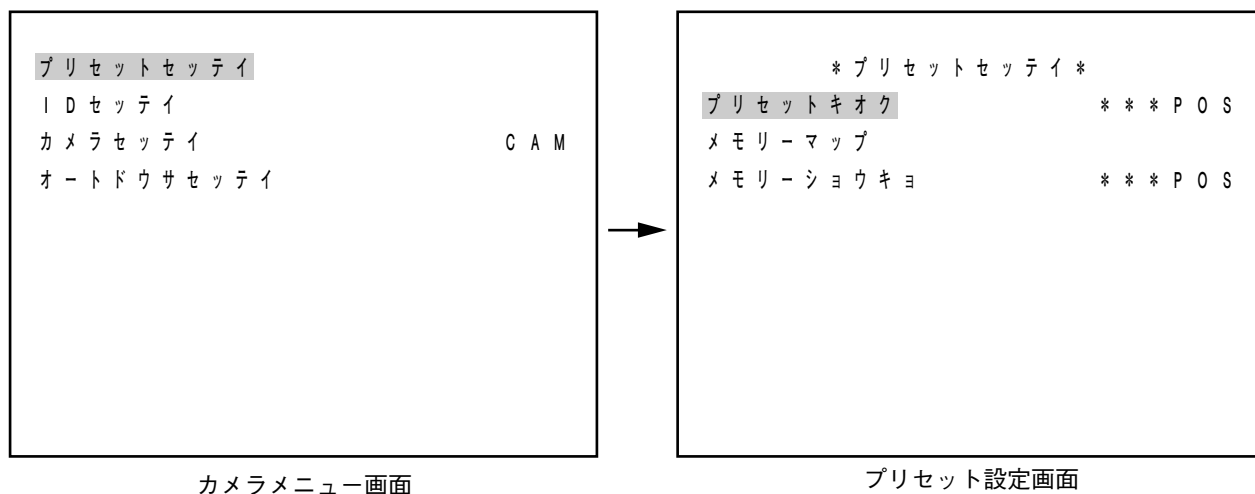 プリセットセッテイ
IDセッテイ
カメラセッテイ CAM
オートドウサセッテイ
カメラメニュー画面
*プリセットセッテイ*
プリセットキオク ***POS
メモリーマップ
メモリーショウキョ ***POS
プリセット設定画面